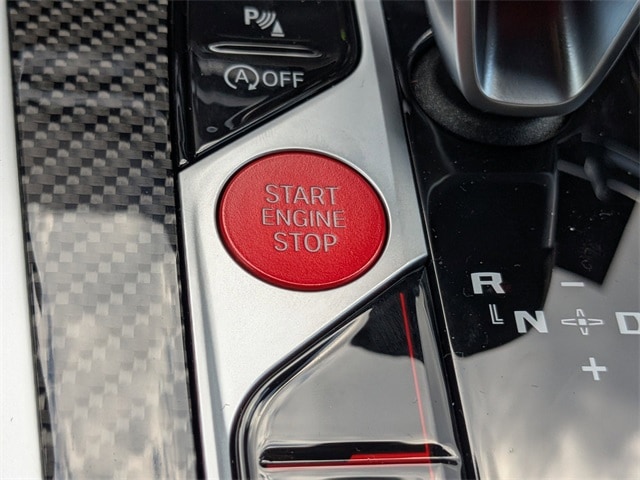 P
A OFF
START
ENGINE
STOP
R -
N D
+